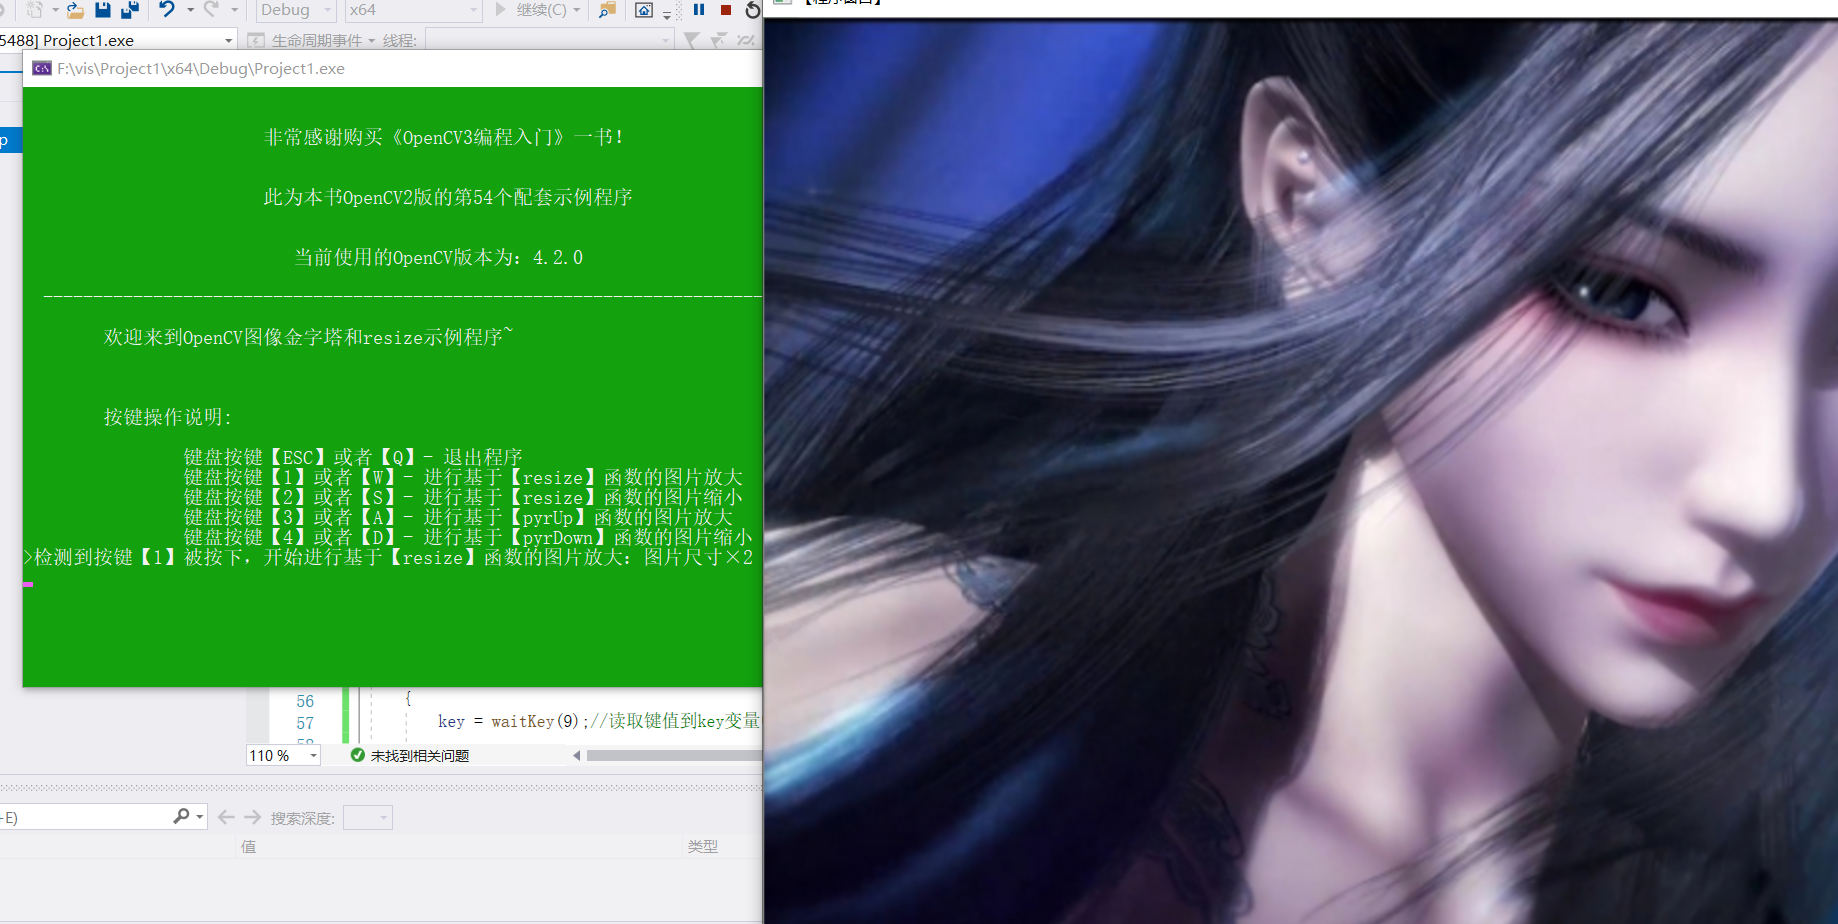 Debug
x64
继续(C)
5488] Project1.exe
生命周期事件
线程:
F:\vis\Project1\x64\Debug\Project1.exe
p
非常感谢购买《OpenCV3编程入门》一书!
此为本书OpenCV2版的第54个配套示例程序
当前使用的OpenCV版本为: 4.2.0
欢迎来到OpenCV图像金字塔和resize示例程序~
按键操作说明:
键盘按键【ESC】或者【Q】- 退出程序
键盘按键【1】或者【W】- 进行基于【resize】函数的图片放大
键盘按键【2】或者【S】- 进行基于【resize】函数的图片缩小
键盘按键【3】或者【A】- 进行基于【pyrUp】函数的图片放大
键盘按键【4】或者【D】- 进行基于【pyrDown】函数的图片缩小
>检测到按键【1】被按下, 开始进行基于【resize】函数的图片放大: 图片尺寸×2
56 {
57 key = waitKey(9);//读取键值到key变量
110 %
未找到相关问题
+E)
搜索深度:
值
类型